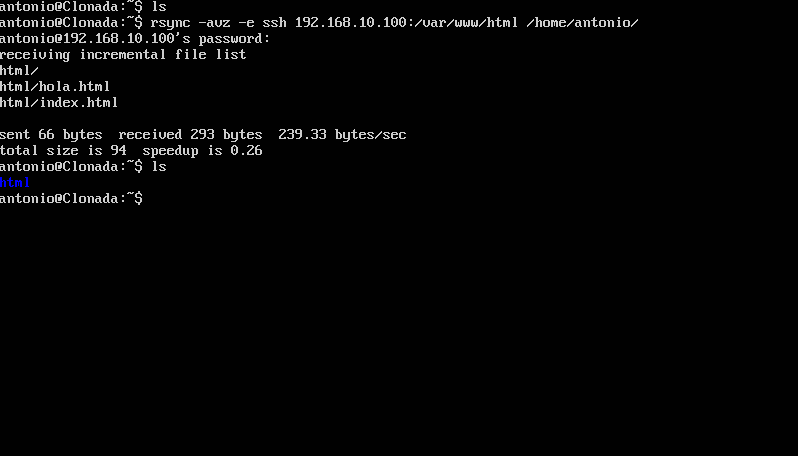 antonio@Clonada:~$ ls
antonio@Clonada:~$ rsync -avz -e ssh 192.168.10.100:/var/www/html /home/antonio/
antonio@192.168.10.100's password:
receiving incremental file list
html/
html/hola.html
html/index.html
sent 66 bytes  received 293 bytes  239.33 bytes/sec
total size is 94  speedup is 0.26
antonio@Clonada:~$ ls
html
antonio@Clonada:~$